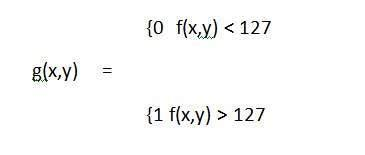 {0 f(x,y) < 127
g(x,y) =
{1 f(x,y) > 127